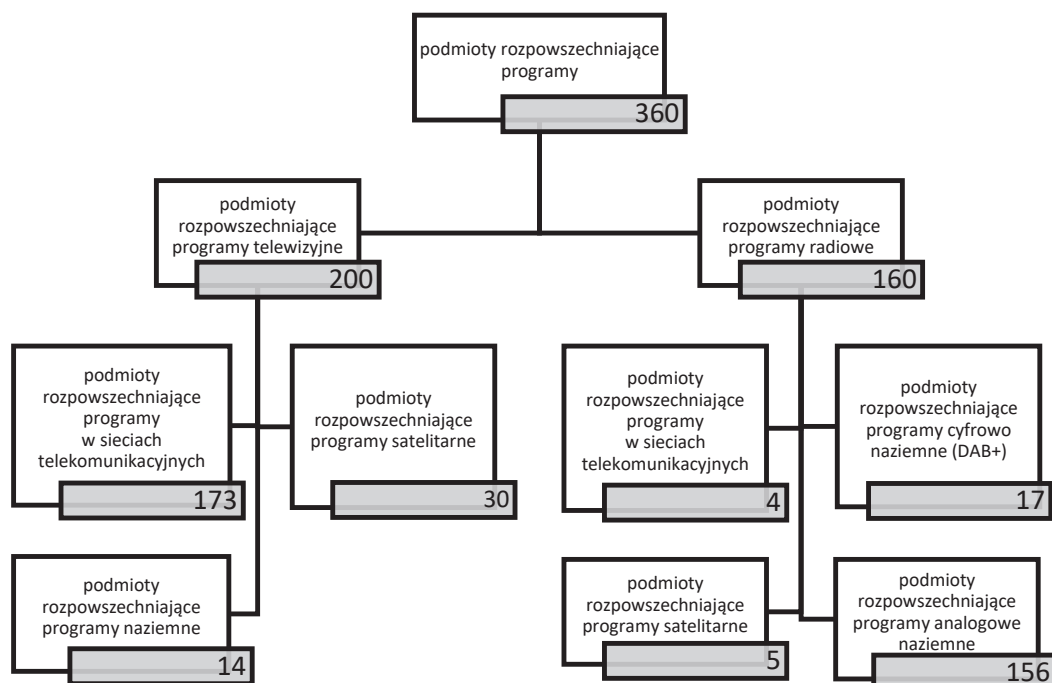 podmioty rozpowszechniające
programy
360
podmioty
rozpowszechniające
programy telewizyjne
200
podmioty
rozpowszechniające
programy radiowe
160
podmioty
rozpowszechniające
programy
w sieciach
telekomunikacyjnych
173
podmioty
rozpowszechniające
programy satelitarne
30
podmioty
rozpowszechniające
programy
w sieciach
telekomunikacyjnych
4
podmioty
rozpowszechniające
programy cyfrowo
naziemne (DAB+)
17
podmioty
rozpowszechniające
programy naziemne
14
podmioty
rozpowszechniające
programy satelitarne
5
podmioty
rozpowszechniające
programy analogowe
naziemne
156